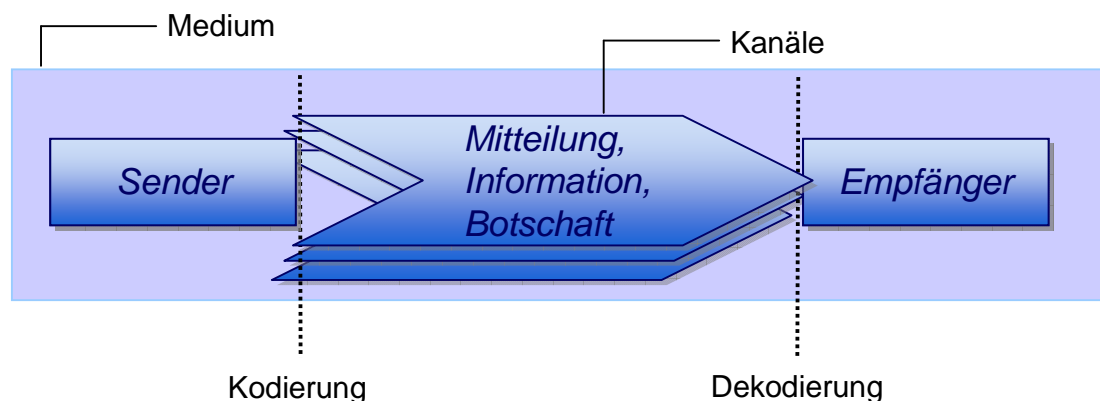 Medium
Kanäle
Sender
Mitteilung,
Information,
Botschaft
Empfänger
Kodierung
Dekodierung